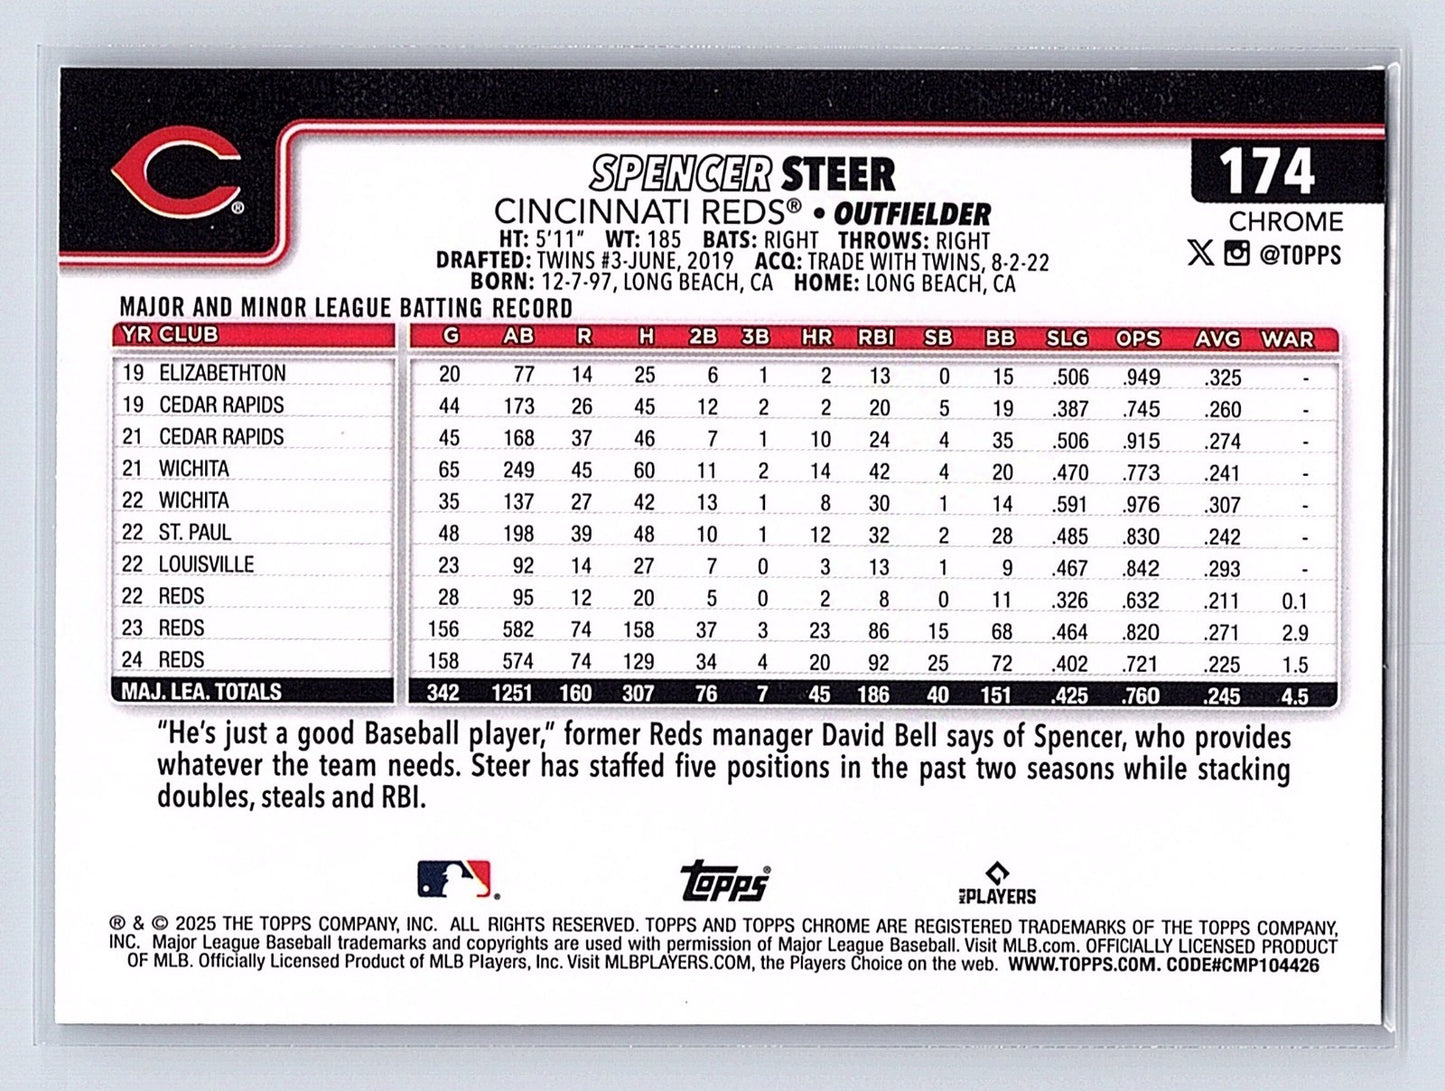 C®
SPENCER STEER
174
CINCINNATI REDS® • OUTFIELDER
CHROME
HT: 5'11" WT: 185 BATS: RIGHT THROWS: RIGHT
X @TOPPS
DRAFTED: TWINS #3-JUNE, 2019 ACQ: TRADE WITH TWINS, 8-2-22
BORN: 12-7-97, LONG BEACH, CA HOME: LONG BEACH, CA
MAJOR AND MINOR LEAGUE BATTING RECORD
YR CLUB G AB R H 2B 3B HR RBI SB BB SLG OPS AVG WAR
19 ELIZABETHTON 20 77 14 25 6 1 2 13 0 15 .506 .949 .325 -
19 CEDAR RAPIDS 44 173 26 45 12 2 2 20 5 19 .387 .745 .260 -
21 CEDAR RAPIDS 45 168 37 46 7 1 10 24 4 35 .506 .915 .274 -
21 WICHITA 65 249 45 60 11 2 14 42 4 20 .470 .773 .241 -
22 WICHITA 35 137 27 42 13 1 8 30 1 14 .591 .976 .307 -
22 ST. PAUL 48 198 39 48 10 1 12 32 2 28 .485 .830 .242 -
22 LOUISVILLE 23 92 14 27 7 0 3 13 1 9 .467 .842 .293 -
22 REDS 28 95 12 20 5 0 2 8 0 11 .326 .632 .211 0.1
23 REDS 156 582 74 158 37 3 23 86 15 68 .464 .820 .271 2.9
24 REDS 158 574 74 129 34 4 20 92 25 72 .402 .721 .225 1.5
MAJ. LEA. TOTALS 342 1251 160 307 76 7 45 186 40 151 .425 .760 .245 4.5
"He's just a good Baseball player," former Reds manager David Bell says of Spencer, who provides
whatever the team needs. Steer has staffed five positions in the past two seasons while stacking
doubles, steals and RBI.
Topps® MLB PLAYERS
® & © 2025 THE TOPPS COMPANY, INC. ALL RIGHTS RESERVED. TOPPS AND TOPPS CHROME ARE REGISTERED TRADEMARKS OF THE TOPPS COMPANY,
INC. Major League Baseball trademarks and copyrights are used with permission of Major League Baseball. Visit MLB.com. OFFICIALLY LICENSED PRODUCT
OF MLB. Officially Licensed Product of MLB Players, Inc. Visit MLBPLAYERS.COM, the Players Choice on the web. WWW.TOPPS.COM. CODE#CMP104426